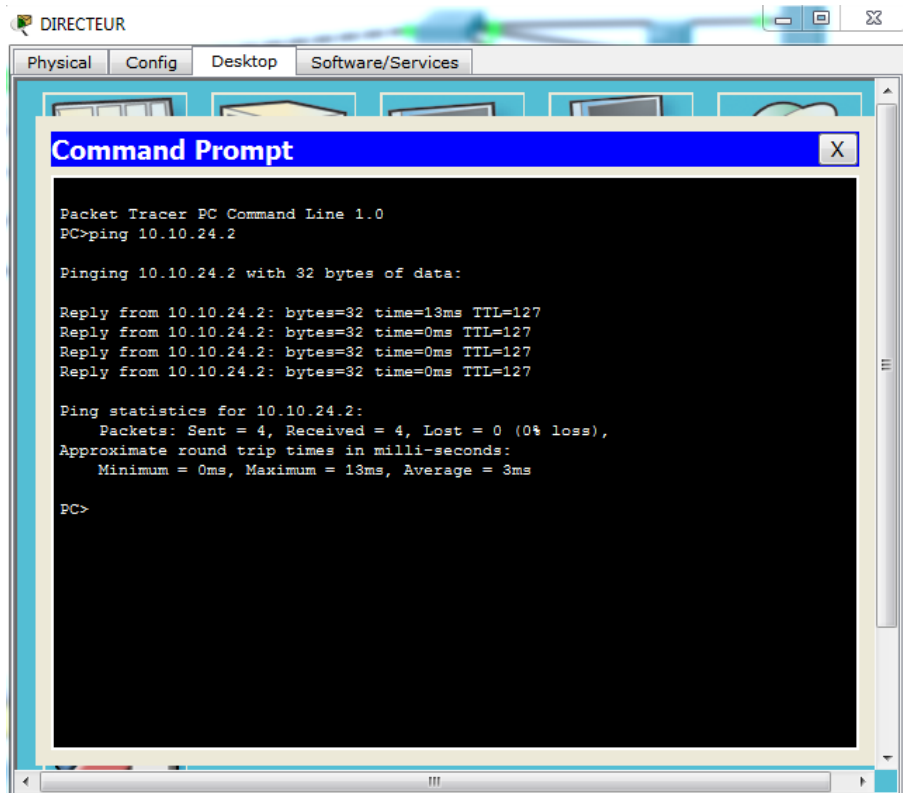 DIRECTEUR
Physical Config Desktop Software/Services
Command Prompt X
Packet Tracer PC Command Line 1.0
PC>ping 10.10.24.2
Pinging 10.10.24.2 with 32 bytes of data:
Reply from 10.10.24.2: bytes=32 time=13ms TTL=127
Reply from 10.10.24.2: bytes=32 time=0ms TTL=127
Reply from 10.10.24.2: bytes=32 time=0ms TTL=127
Reply from 10.10.24.2: bytes=32 time=0ms TTL=127
Ping statistics for 10.10.24.2:
Packets: Sent = 4, Received = 4, Lost = 0 (0% loss),
Approximate round trip times in milli-seconds:
Minimum = 0ms, Maximum = 13ms, Average = 3ms
PC>